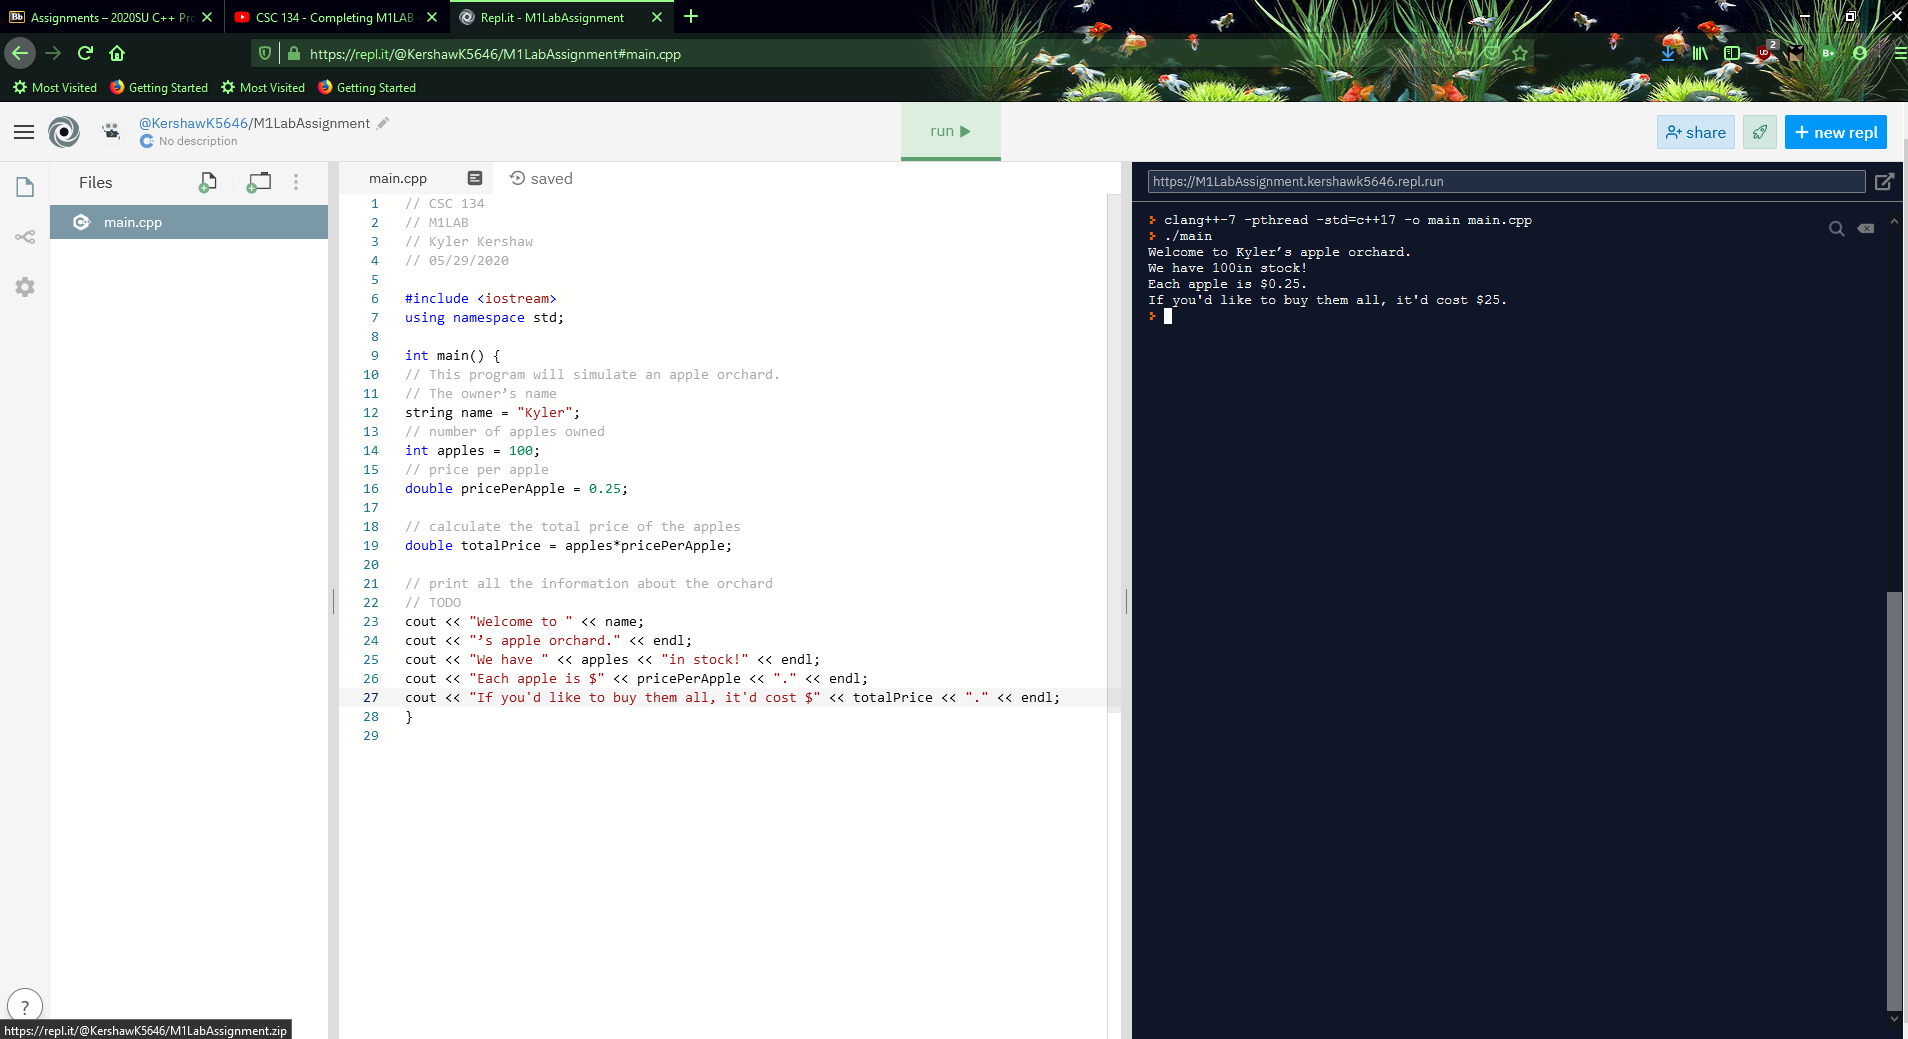 Assignments – 2020SU C++ Pr
CSC 134 - Completing M1LAB
Repl.it - M1LabAssignment
https://repl.it/@KershawK5646/M1LabAssignment#main.cpp
2
B+
Most Visited
Getting Started
Most Visited
Getting Started
@KershawK5646/M1LabAssignment
No description
run
share
+ new repl
Files
main.cpp
main.cpp
saved
1 // CSC 134
2 // M1LAB
3 // Kyler Kershaw
4 // 05/29/2020
5
6 #include <iostream>
7 using namespace std;
8
9 int main() {
10 // This program will simulate an apple orchard.
11 // The owner’s name
12 string name = "Kyler";
13 // number of apples owned
14 int apples = 100;
15 // price per apple
16 double pricePerApple = 0.25;
17
18 // calculate the total price of the apples
19 double totalPrice = apples*pricePerApple;
20
21 // print all the information about the orchard
22 // TODO
23 cout << "Welcome to " << name;
24 cout << "’s apple orchard." << endl;
25 cout << "We have " << apples << "in stock!" << endl;
26 cout << "Each apple is $" << pricePerApple << "." << endl;
27 cout << "If you'd like to buy them all, it'd cost $" << totalPrice << "." << endl;
28 }
29
https://M1LabAssignment.kershawk5646.repl.run
clang++-7 -pthread -std=c++17 -o main main.cpp
./main
Welcome to Kyler’s apple orchard.
We have 100in stock!
Each apple is $0.25.
If you'd like to buy them all, it'd cost $25.
?
https://repl.it/@KershawK5646/M1LabAssignment.zip